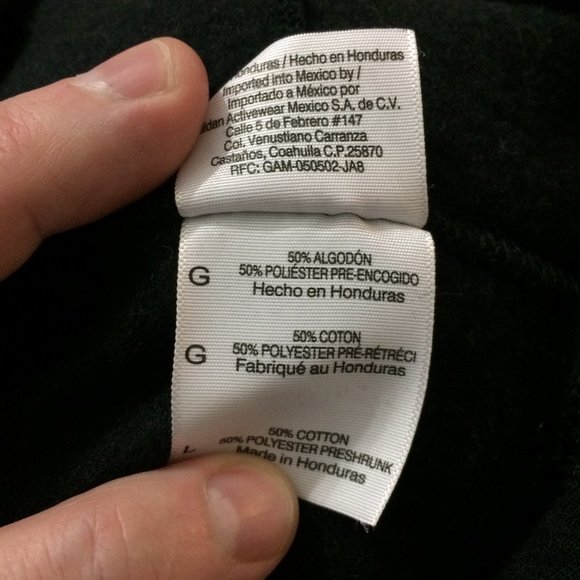 / Hecho en Honduras
Imported into Mexico by /
Importado a México por
Activewear Mexico S.A. de C.V.
Calle 5 de Febrero #147
Col. Venustiano Carranza
Castaños, Coahuila C.P.25870
RFC: GAM-050502-JA8
G
50% ALGODÓN
50% POLIÉSTER PRE-ENCOGIDO
Hecho en Honduras
G
50% COTON
50% POLYESTER PRÉ-RÉTRÉCI
Fabriqué au Honduras
50% COTTON
50% POLYESTER PRESHRUNK
Made in Honduras